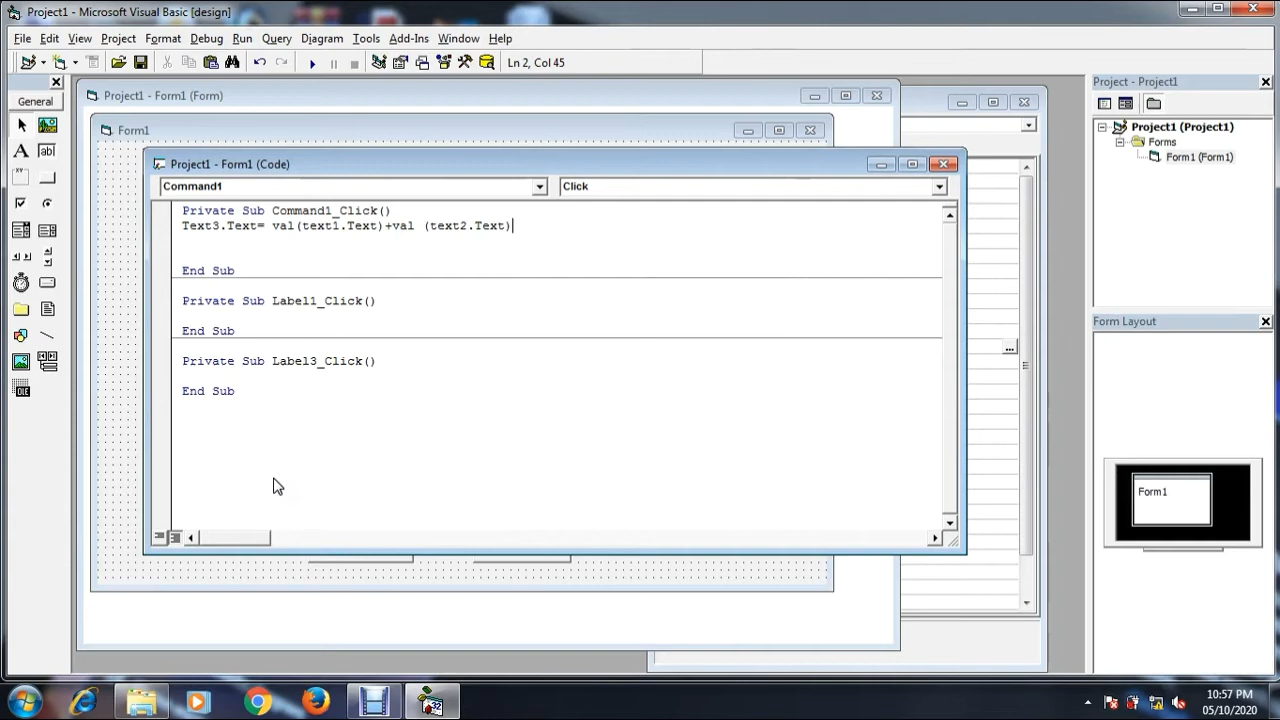 Project1 - Microsoft Visual Basic [design]
File Edit View Project Format Debug Run Query Diagram Tools Add-Ins Window Help
Ln 2, Col 45
General
Project1 - Form1 (Form)
Form1
Project1 - Form1 (Code)
Command1
Click
Private Sub Command1_Click()
Text3.Text= val(text1.Text)+val (text2.Text)
End Sub
Private Sub Label1_Click()
End Sub
Private Sub Label3_Click()
End Sub
Project - Project1
Project1 (Project1)
Forms
Form1 (Form1)
Form Layout
Form1
10:57 PM
05/10/2020